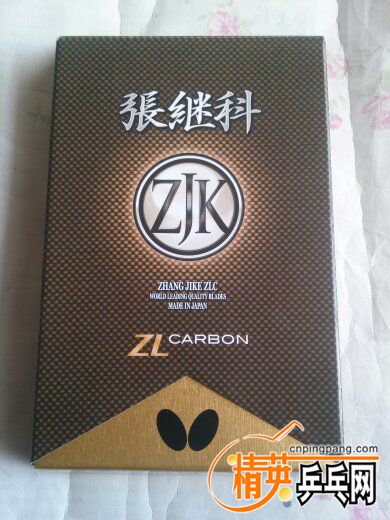 張継科
ZJK
ZHANG JIKE ZLC
WORLD LEADING QUALITY BLADES
MADE IN JAPAN
ZL CARBON
cnpingpang.com
精英乒乓网